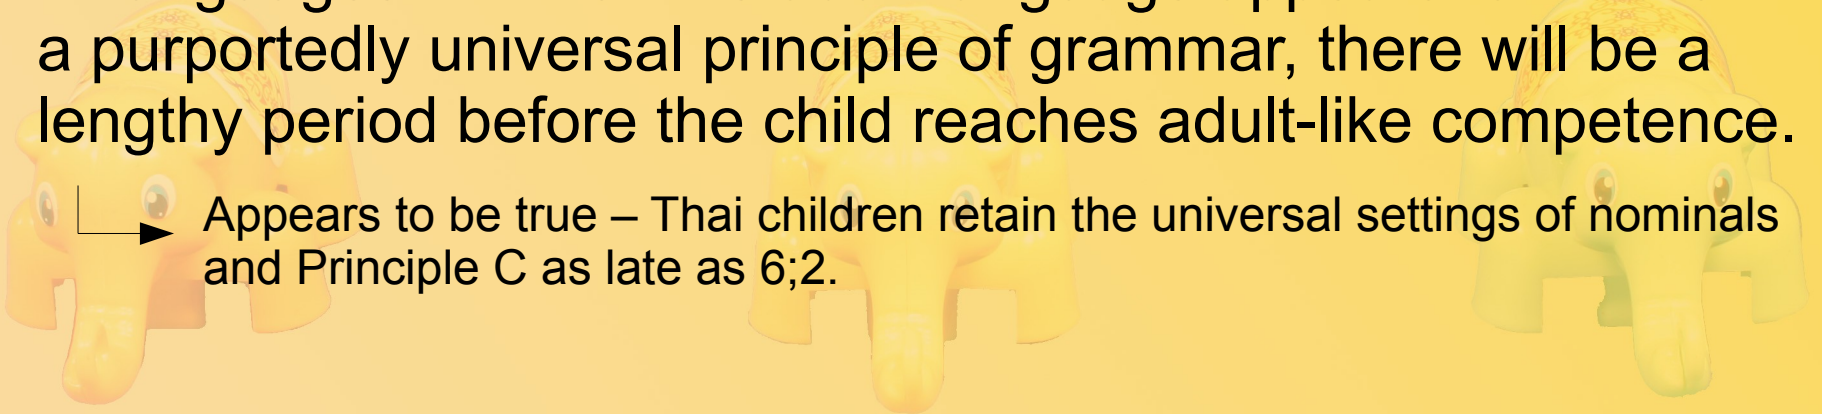 a purportedly universal principle of grammar, there will be a
lengthy period before the child reaches adult-like competence.
Appears to be true – Thai children retain the universal settings of nominals
and Principle C as late as 6;2.